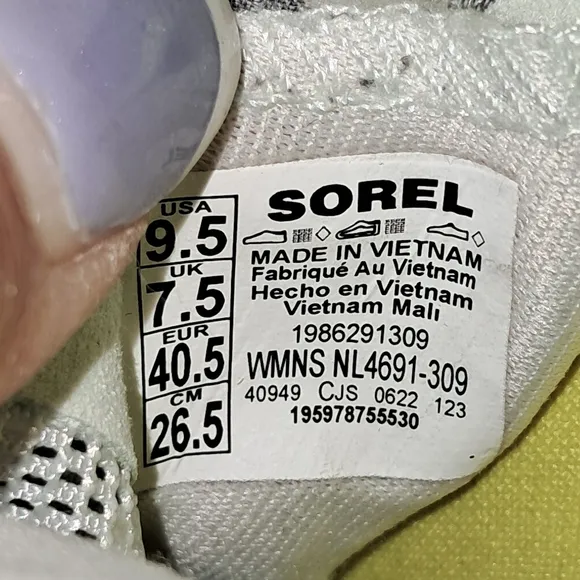 USA
9.5
UK
7.5
EUR
40.5
CM
26.5
SOREL
MADE IN VIETNAM
Fabriqué Au Vietnam
Hecho en Vietnam
Vietnam Malı
1986291309
WMNS NL4691-309
40949 CJS 0622 123
195978755530